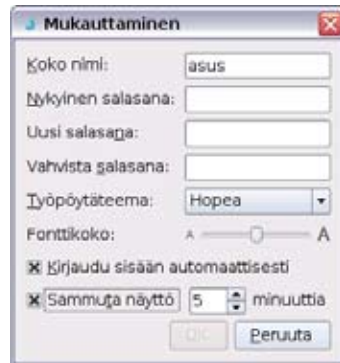 Mukauttaminen
Koko nimi: asus
Nykyinen salasana:
Uusi salasana:
Vahvista salasana:
Työpöytäteema: Hopea
Fonttikoko: A A
Kirjaudu sisään automaattisesti
Sammuta näyttö 5 minuuttia
OK Peruuta